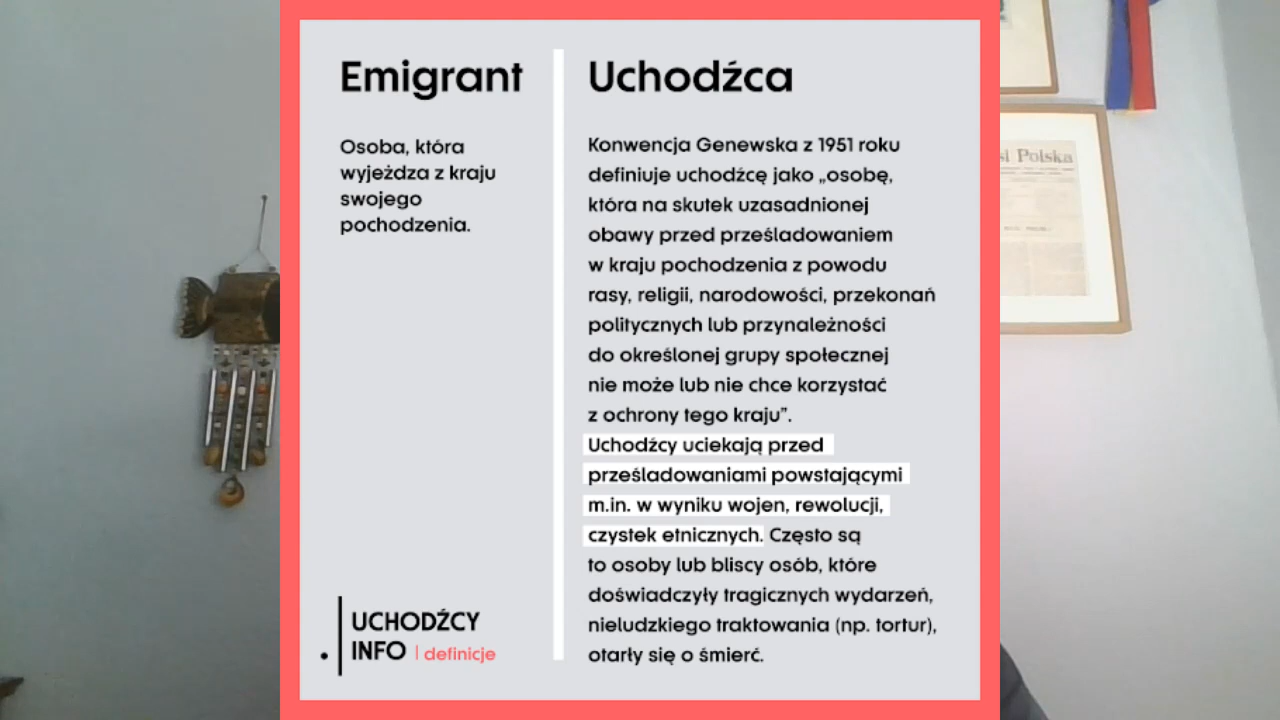 Emigrant
Osoba, która
wyjeżdza z kraju
swojego
pochodzenia.
Uchodźca
Konwencja Genewska z 1951 roku
definiuje uchodźcę jako „osobę,
która na skutek uzasadnionej
obawy przed prześladowaniem
w kraju pochodzenia z powodu
rasy, religii, narodowości, przekonań
politycznych lub przynależności
do określonej grupy społecznej
nie może lub nie chce korzystać
z ochrony tego kraju”.
Uchodźcy uciekają przed
prześladowaniami powstającymi
m.in. w wyniku wojen, rewolucji,
czystek etnicznych. Często są
to osoby lub bliscy osób, które
doświadczyły tragicznych wydarzeń,
nieludzkiego traktowania (np. tortur),
otarły się o śmierć.
UCHODŹCY
INFO | definicje
Polska